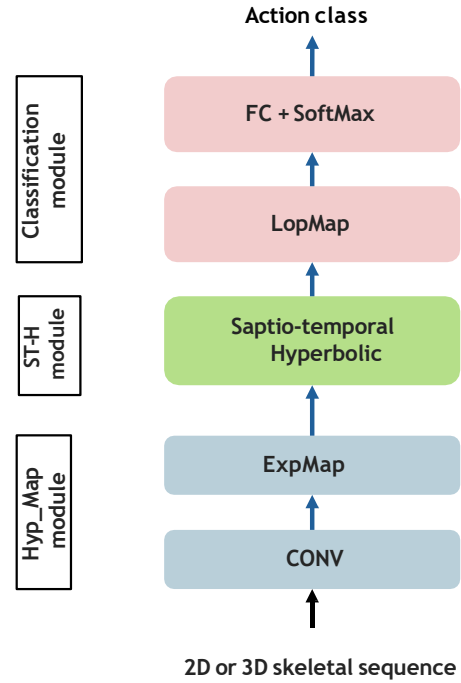 Action class
Classification
module
FC + SoftMax
LopMap
ST-H
module
Saptio-temporal
Hyperbolic
Hyp_Map
module
ExpMap
CONV
2D or 3D skeletal sequence